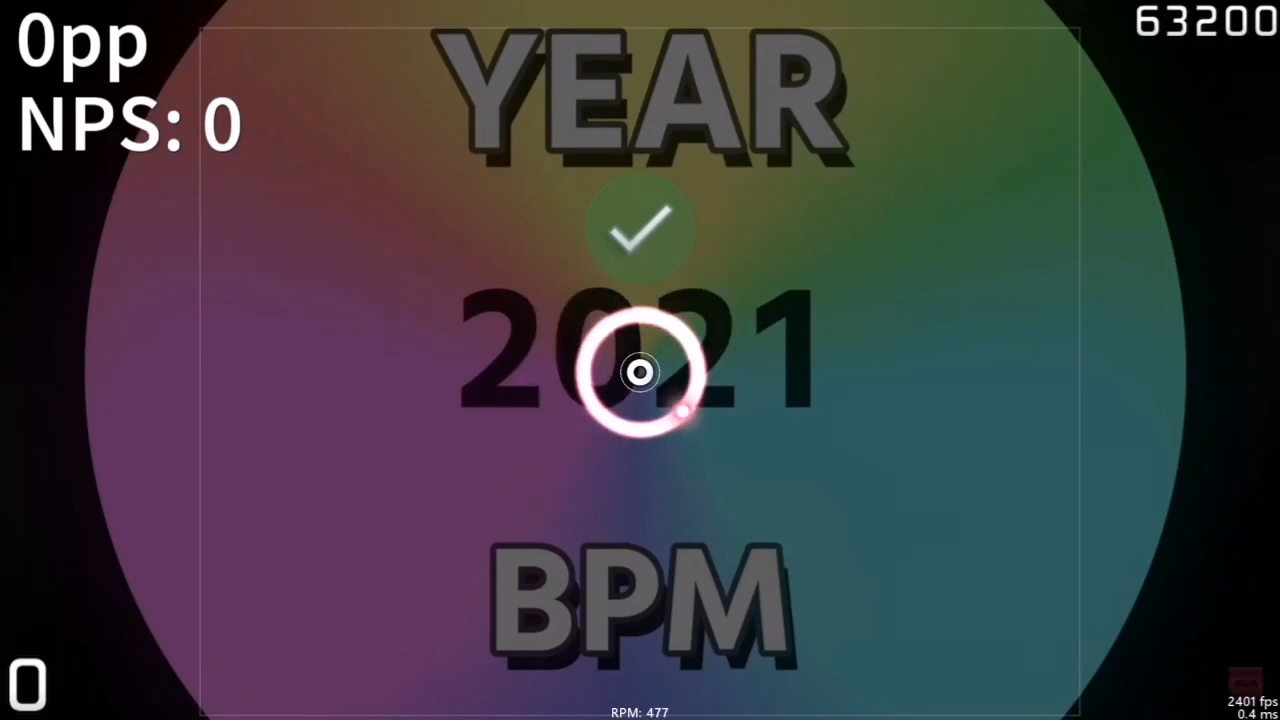 0pp
63200
NPS: 0
YEAR
2021
BPM
0
RPM: 477
2401 fps
0.4 ms